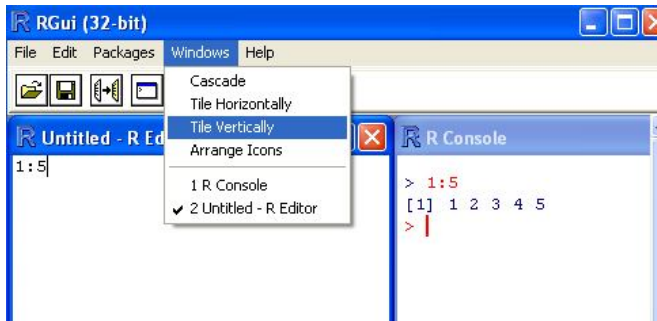 R RGui (32-bit)
File Edit Packages Windows Help
Cascade
Tile Horizontally
Tile Vertically
Arrange Icons
1 R Console
2 Untitled - R Editor
R Untitled - R Ed
1:5
R R Console
> 1:5
[1] 1 2 3 4 5
>